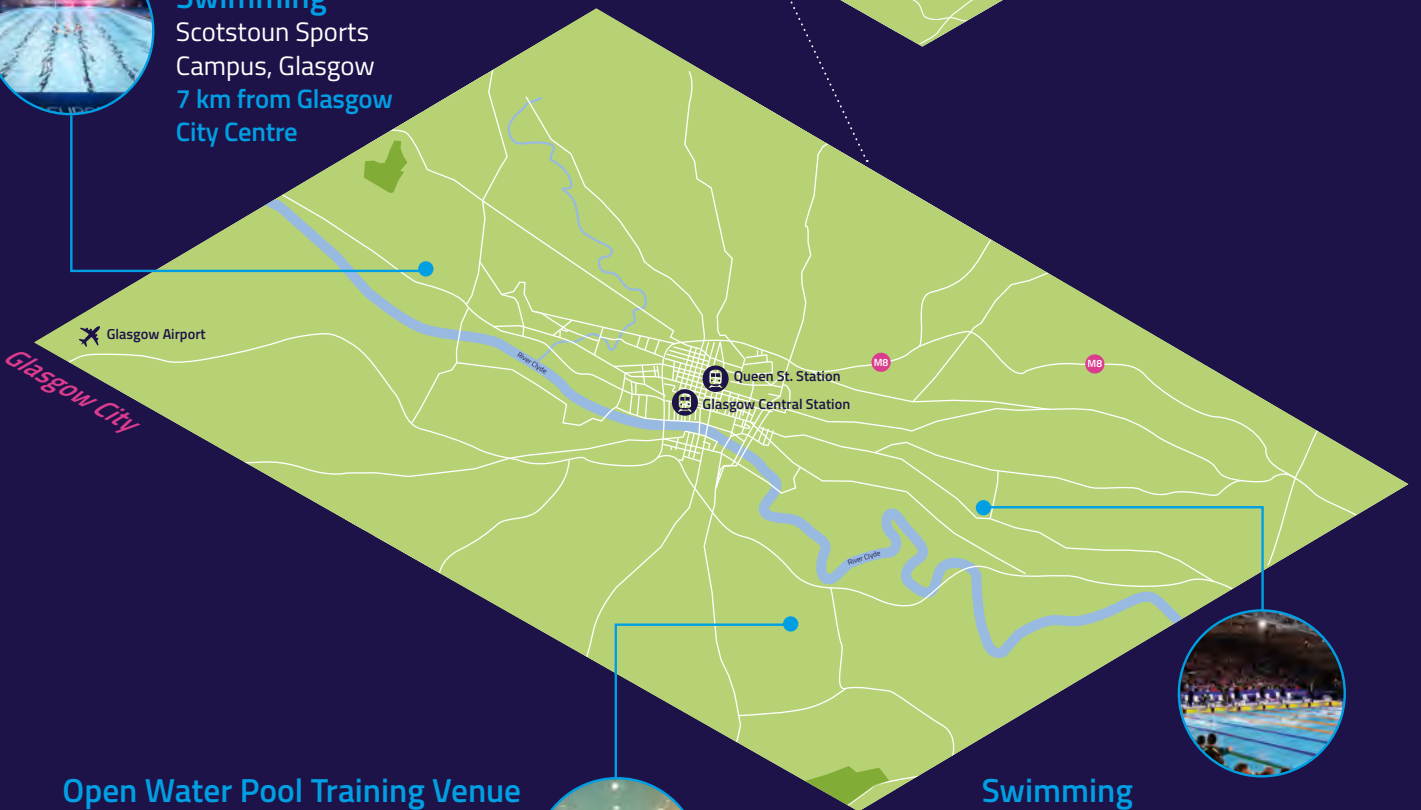 Swimming
Scotstoun Sports
Campus, Glasgow
7 km from Glasgow
City Centre
Glasgow Airport
Glasgow City
River Clyde
M8
M8
Queen St. Station
Glasgow Central Station
River Clyde
Open Water Pool Training Venue
Swimming